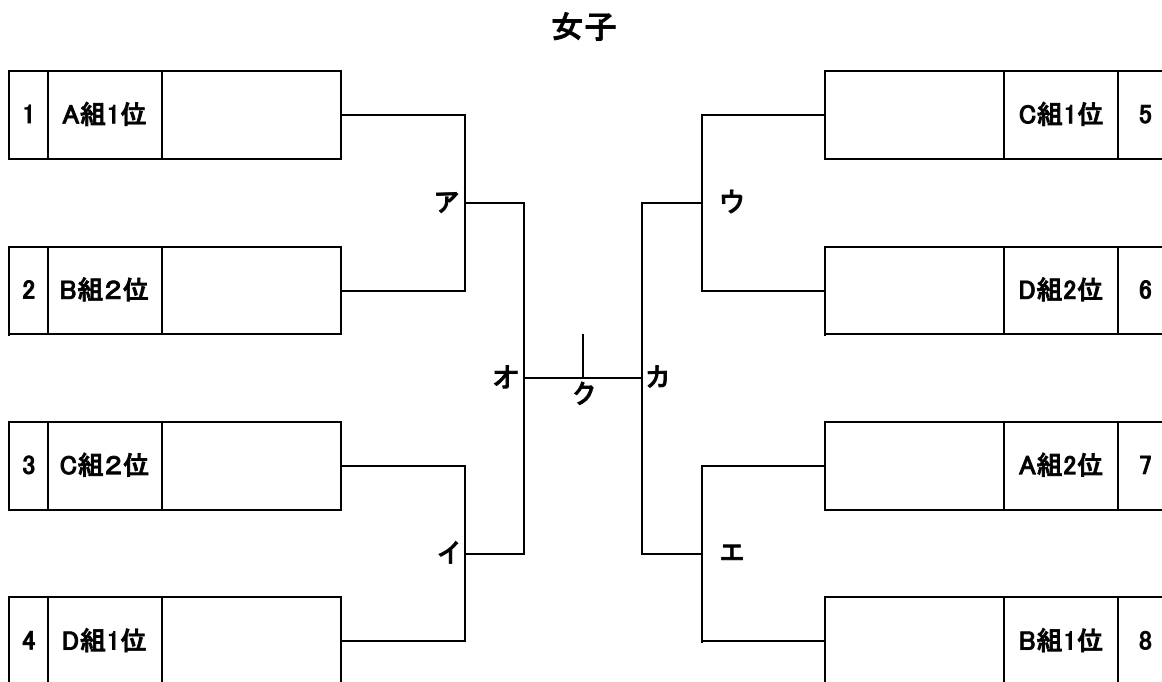 女子
1 A組1位
ア
2 B組２位
オ
3 C組２位
イ
4 D組1位
ク
C組1位 5
ウ
D組2位 6
カ
A組2位 7
エ
B組1位 8